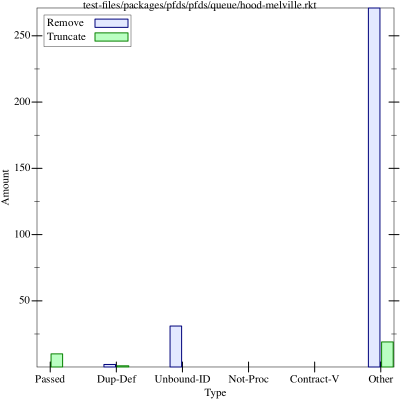 test-files/packages/pfds/pfds/queue/hood-melville.rkt
Remove
Truncate
250
200
150
100
50
Amount
Passed Dup-Def Unbound-ID Not-Proc Contract-V Other
Type